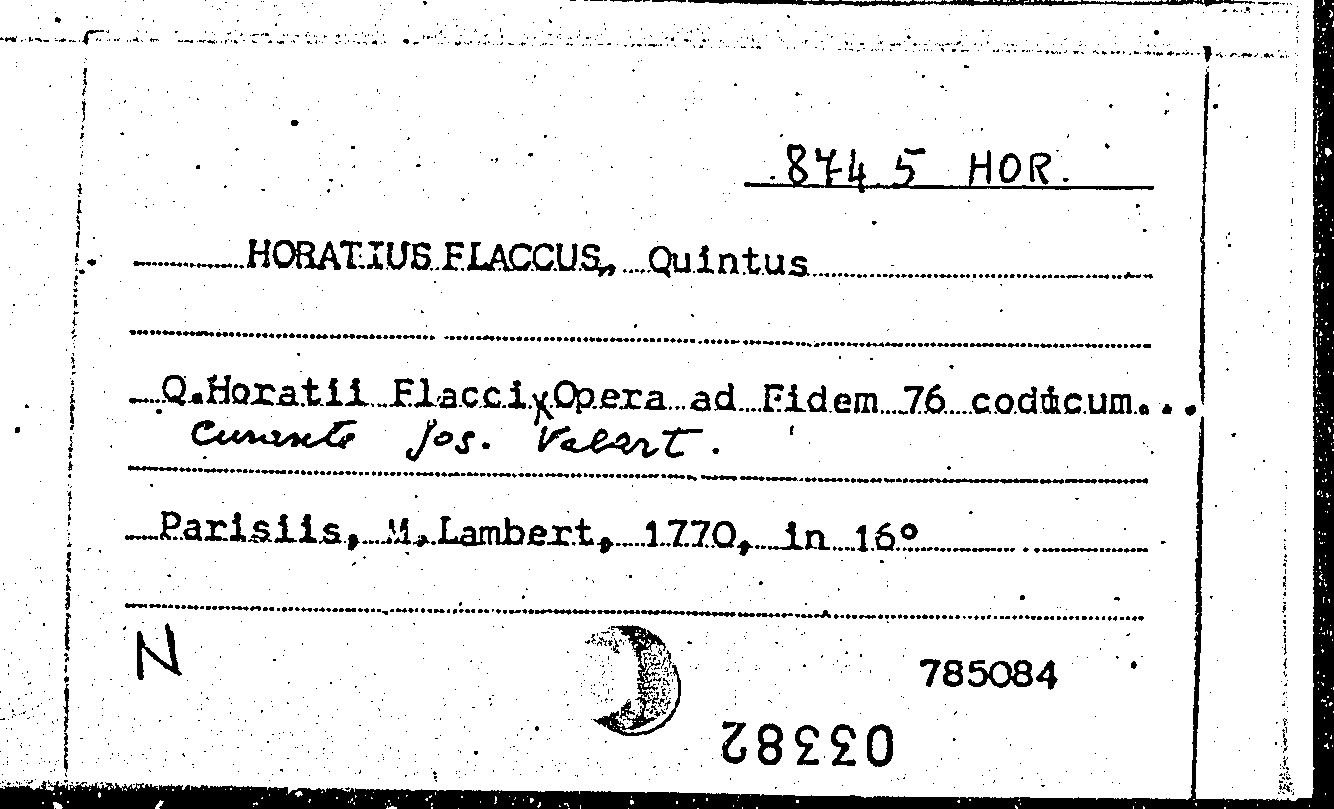 874.5 HOR.
HORATIUS FLACCUS, Quintus
Q.Horatii Flacci Opera ad Fidem 76 codicum...
curante Jos. Valart.
Parisiis, M.Lambert, 1770, in 16°
N
785084
03382